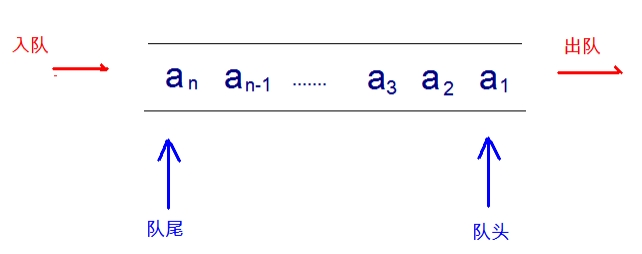 入队
出队
aₙ aₙ₋₁ ....... a₃ a₂ a₁
队尾
队头